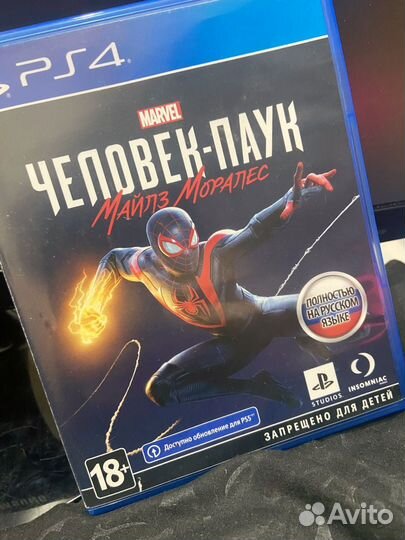 PS4
MARVEL
ЧЕЛОВЕК-ПАУК
МАЙЛЗ МОРАЛЕС
ПОЛНОСТЬЮ
НА РУССКОМ
ЯЗЫКЕ
STUDIOS
INSOMNIAC
18+
Доступно обновление для PS5™
ЗАПРЕЩЕНО ДЛЯ ДЕТЕЙ
Avito